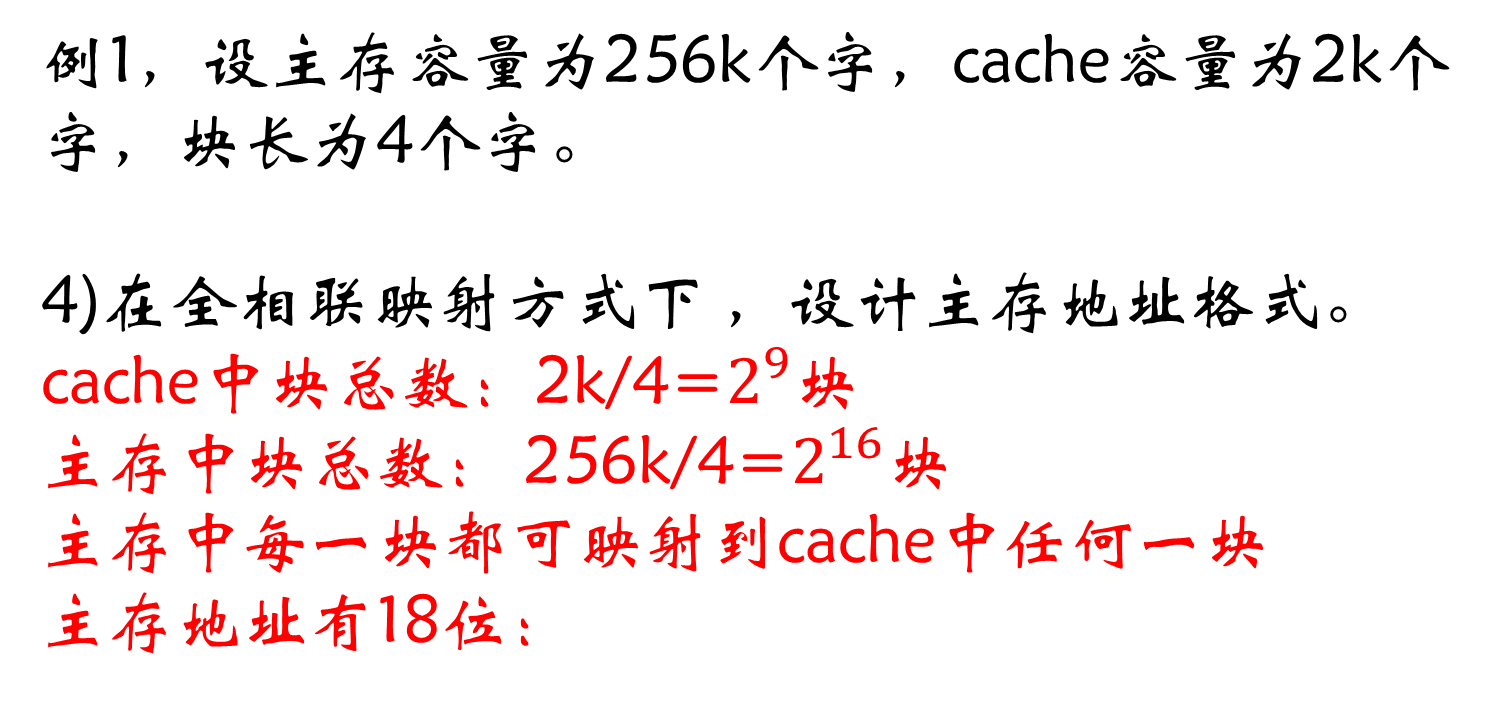 例1，设主存容量为256k个字，cache容量为2k个
字，块长为4个字。
4)在全相联映射方式下，设计主存地址格式。
cache中块总数：2k/4=2⁹块
主存中块总数： 256k/4=2¹⁶块
主存中每一块都可映射到cache中任何一块
主存地址有18位：